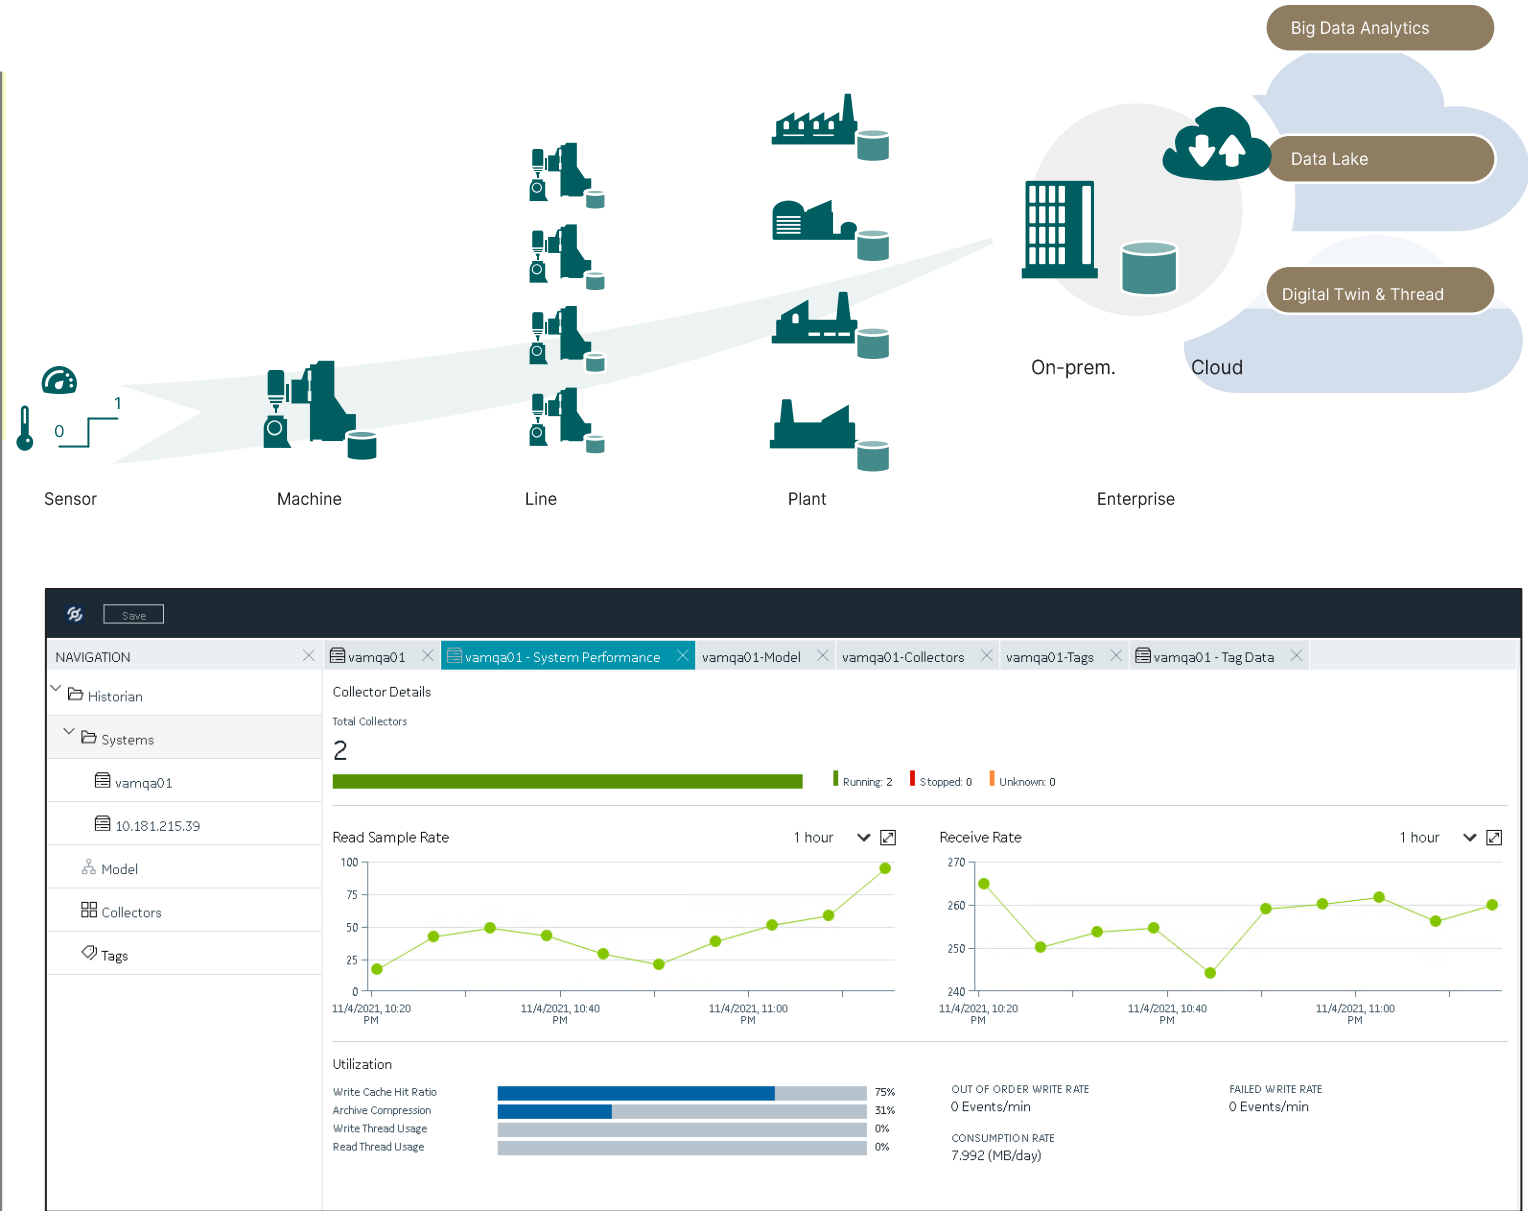 Big Data Analytics
Data Lake
Digital Twin & Thread
On-prem.
Cloud
0
1
Sensor
Machine
Line
Plant
Enterprise
Save
NAVIGATION
vamqa01
vamqa01 - System Performance
vamqa01-Model
vamqa01-Collectors
vamqa01-Tags
vamqa01 - Tag Data
Historian
Systems
vamqa01
10.181.215.39
Model
Collectors
Tags
Collector Details
Total Collectors
2
Running: 2
Stopped: 0
Unknown: 0
Read Sample Rate
1 hour
100
75
50
25
0
11/4/2021, 10:20
PM
11/4/2021, 10:40
PM
11/4/2021, 11:00
PM
Receive Rate
1 hour
270
260
250
240
11/4/2021, 10:20
PM
11/4/2021, 10:40
PM
11/4/2021, 11:00
PM
Utilization
Write Cache Hit Ratio
75%
Archive Compression
31%
Write Thread Usage
0%
Read Thread Usage
0%
OUT OF ORDER WRITE RATE
0 Events/min
FAILED WRITE RATE
0 Events/min
CONSUMPTION RATE
7.992 (MB/day)